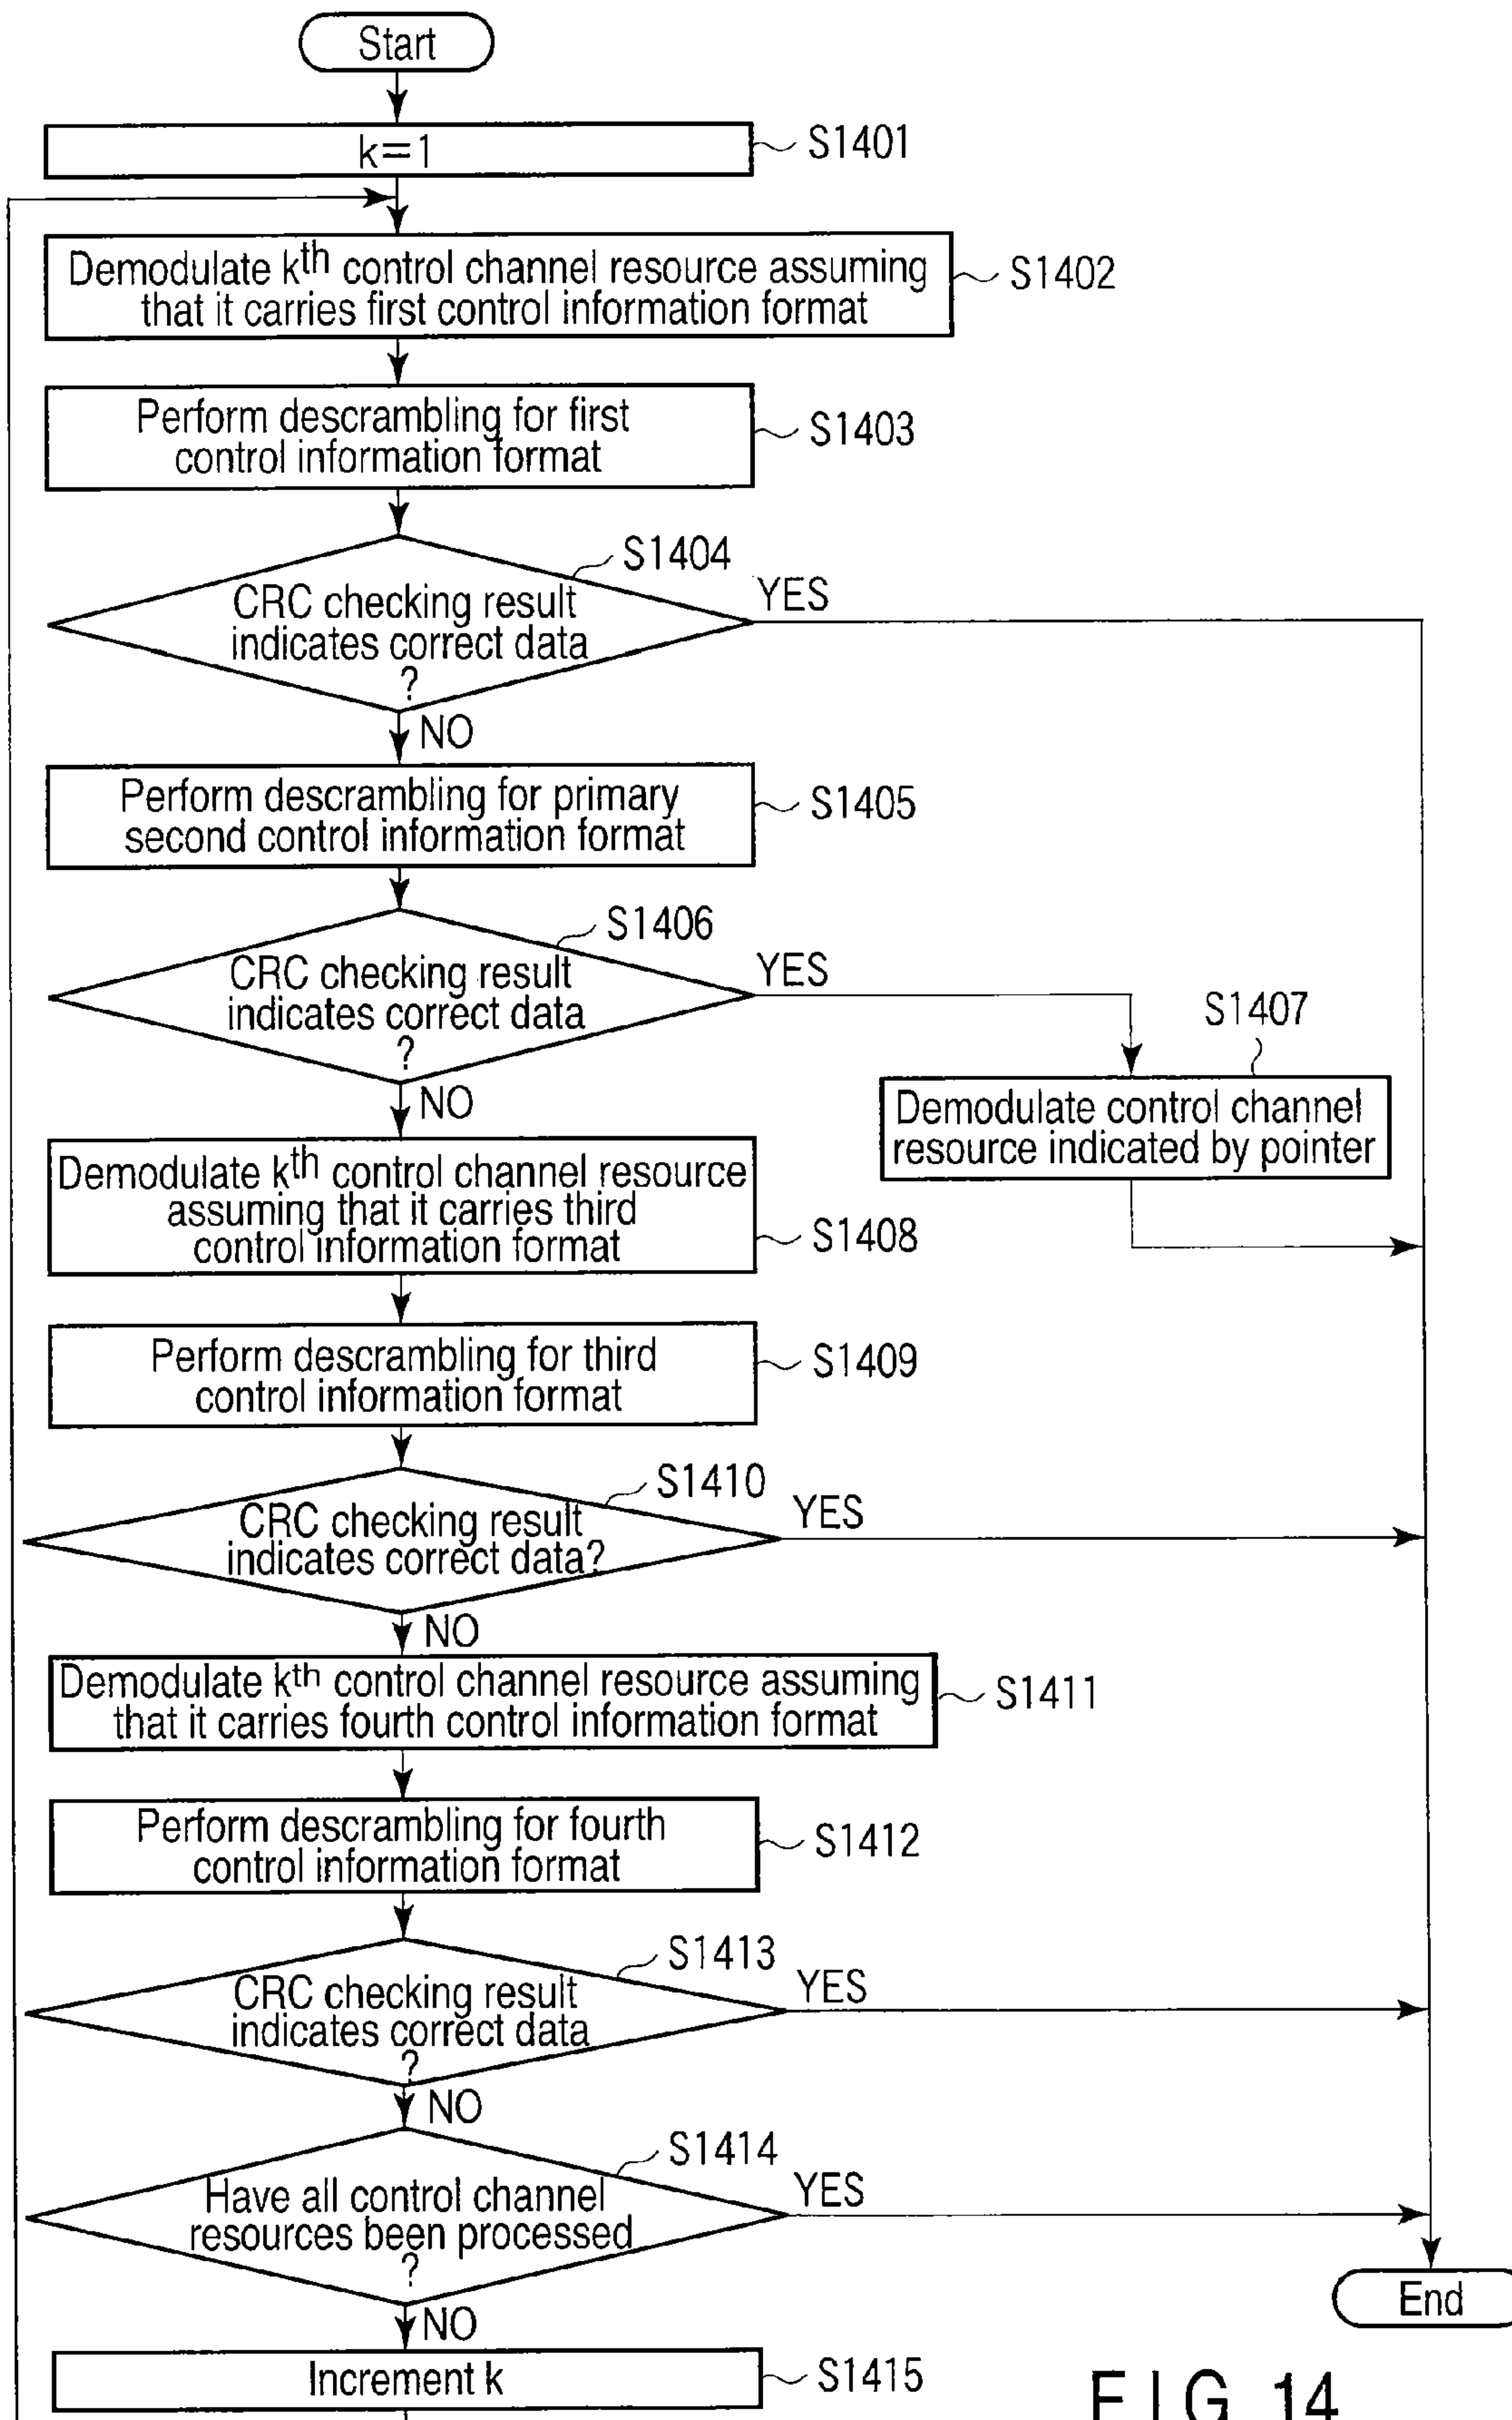 Start
k=1
S1401
Demodulate kth control channel resource assuming
that it carries first control information format
S1402
Perform descrambling for first
control information format
S1403
S1404
CRC checking result
indicates correct data
?
YES
NO
Perform descrambling for primary
second control information format
S1405
S1406
CRC checking result
indicates correct data
?
YES
NO
S1407
Demodulate control channel
resource indicated by pointer
Demodulate kth control channel resource
assuming that it carries third
control information format
S1408
Perform descrambling for third
control information format
S1409
S1410
CRC checking result
indicates correct data?
YES
NO
Demodulate kth control channel resource assuming
that it carries fourth control information format
S1411
Perform descrambling for fourth
control information format
S1412
S1413
CRC checking result
indicates correct data
?
YES
NO
S1414
Have all control channel
resources been processed
?
YES
NO
End
Increment k
S1415
FIG. 14